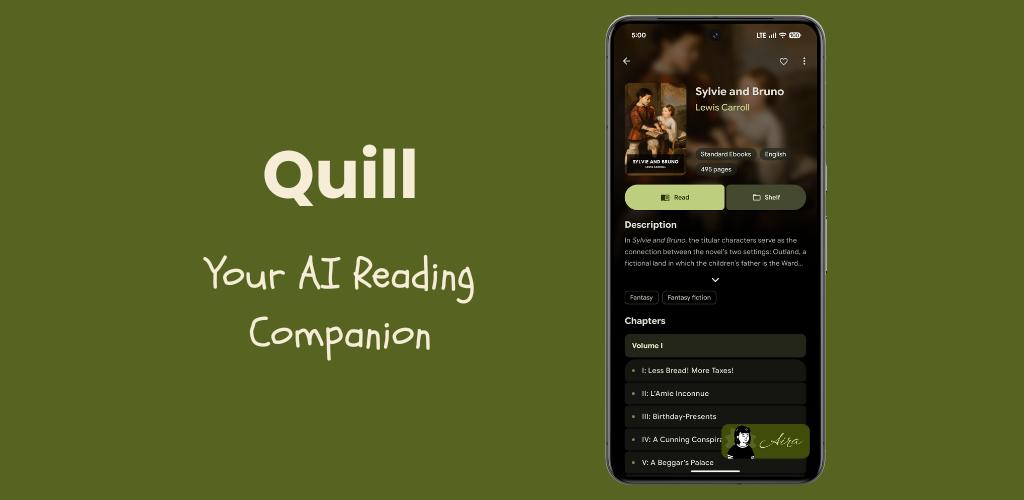 Quill
Your AI Reading
Companion
5:00
LTE
100
Sylvie and Bruno
Lewis Carroll
SYLVIE AND BRUNO
LEWIS CARROLL
Standard Ebooks
English
495 pages
Read
Shelf
Description
In Sylvie and Bruno, the titular characters serve as the
connection between the novel's two settings: Outland, a
fictional land in which the children's father is the Ward...
Fantasy
Fantasy fiction
Chapters
Volume I
I: Less Bread! More Taxes!
II: L'Amie Inconnue
III: Birthday-Presents
IV: A Cunning Conspira
Aira
V: A Beggar's Palace